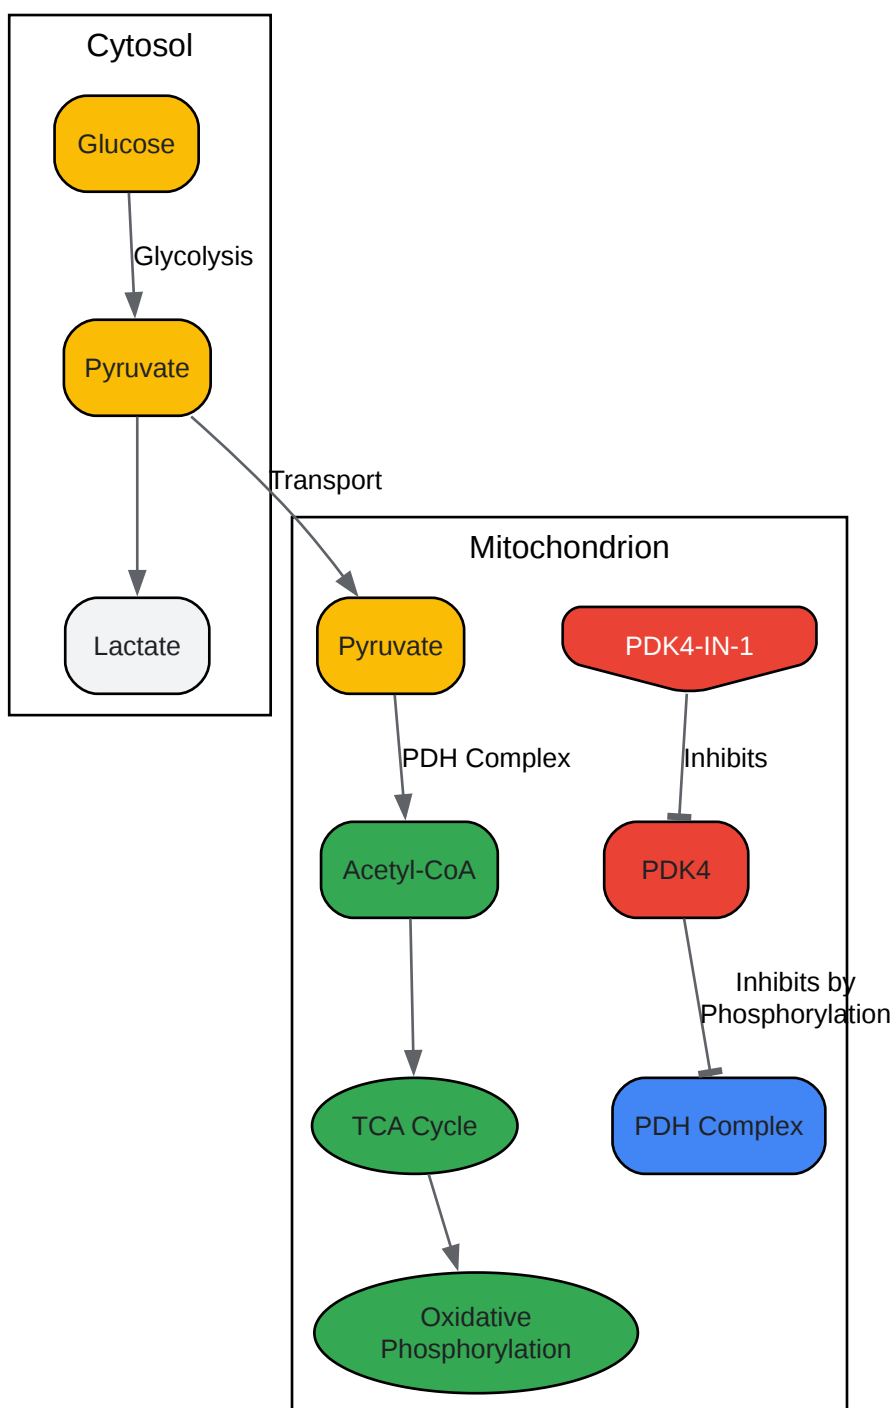 Cytosol
Glucose
Glycolysis
Pyruvate
Transport
Lactate
Mitochondrion
Pyruvate
PDK4-IN-1
PDH Complex
Inhibits
Acetyl-CoA
PDK4
Inhibits by
Phosphorylation
TCA Cycle
PDH Complex
Oxidative
Phosphorylation